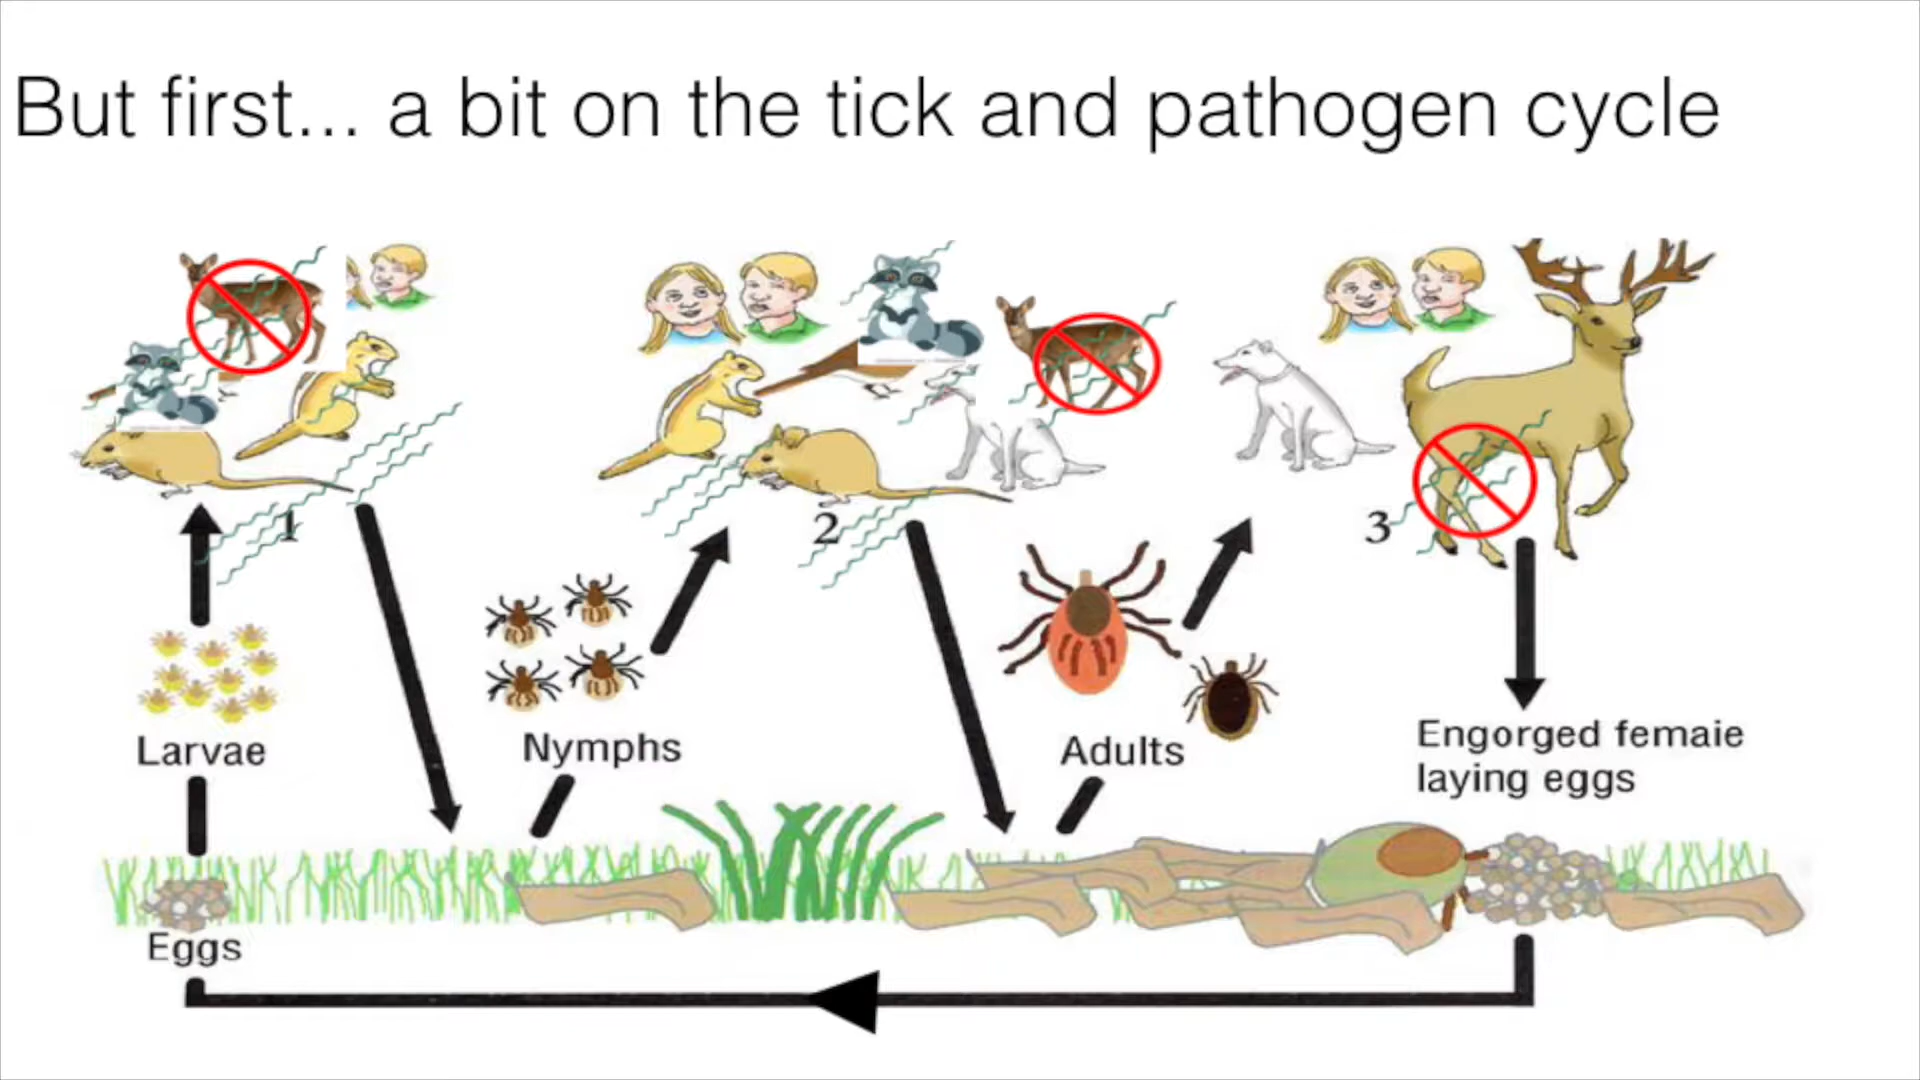 But first... a bit on the tick and pathogen cycle
1
2
3
Larvae
Nymphs
Adults
Engorged femaie
laying eggs
Eggs